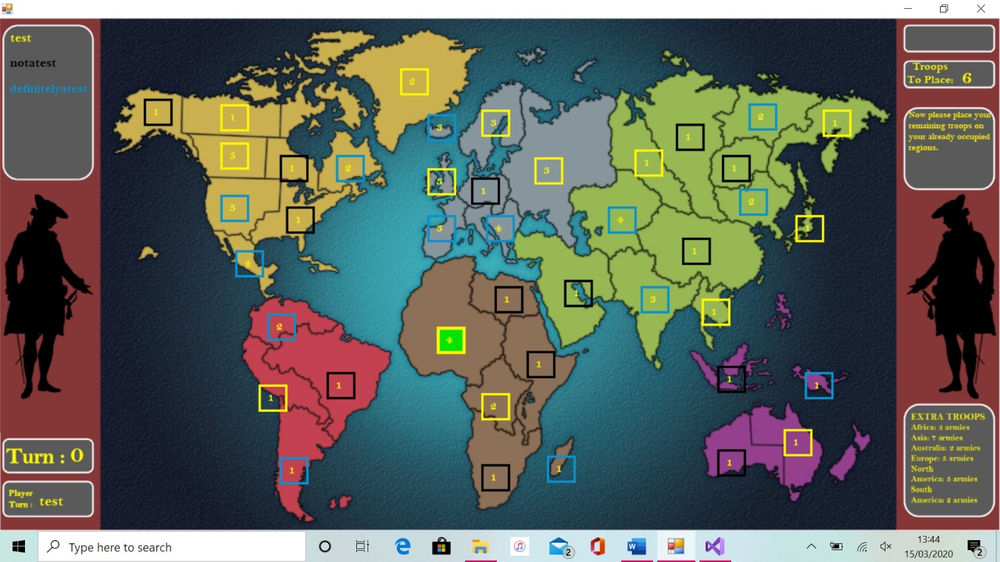 test
notatest
definitelyatest
Troops
To Place: 6
Now please place your
remaining troops on
your already occupied
regions.
2
1
1
3
3
2
1
1
5
1
2
3
3
1
1
1
1
3
1
3
4
4
2
1
4
1
1
1
1
3
1
2
4
1
1
2
1
1
1
1
1
1
1
1
1
EXTRA TROOPS
Africa: 3 armies
Asia: 7 armies
Australia: 2 armies
Europe: 5 armies
North
America: 5 armies
South
America: 2 armies
Turn : 0
Player
Turn : test
Type here to search
2
13:44
15/03/2020
2